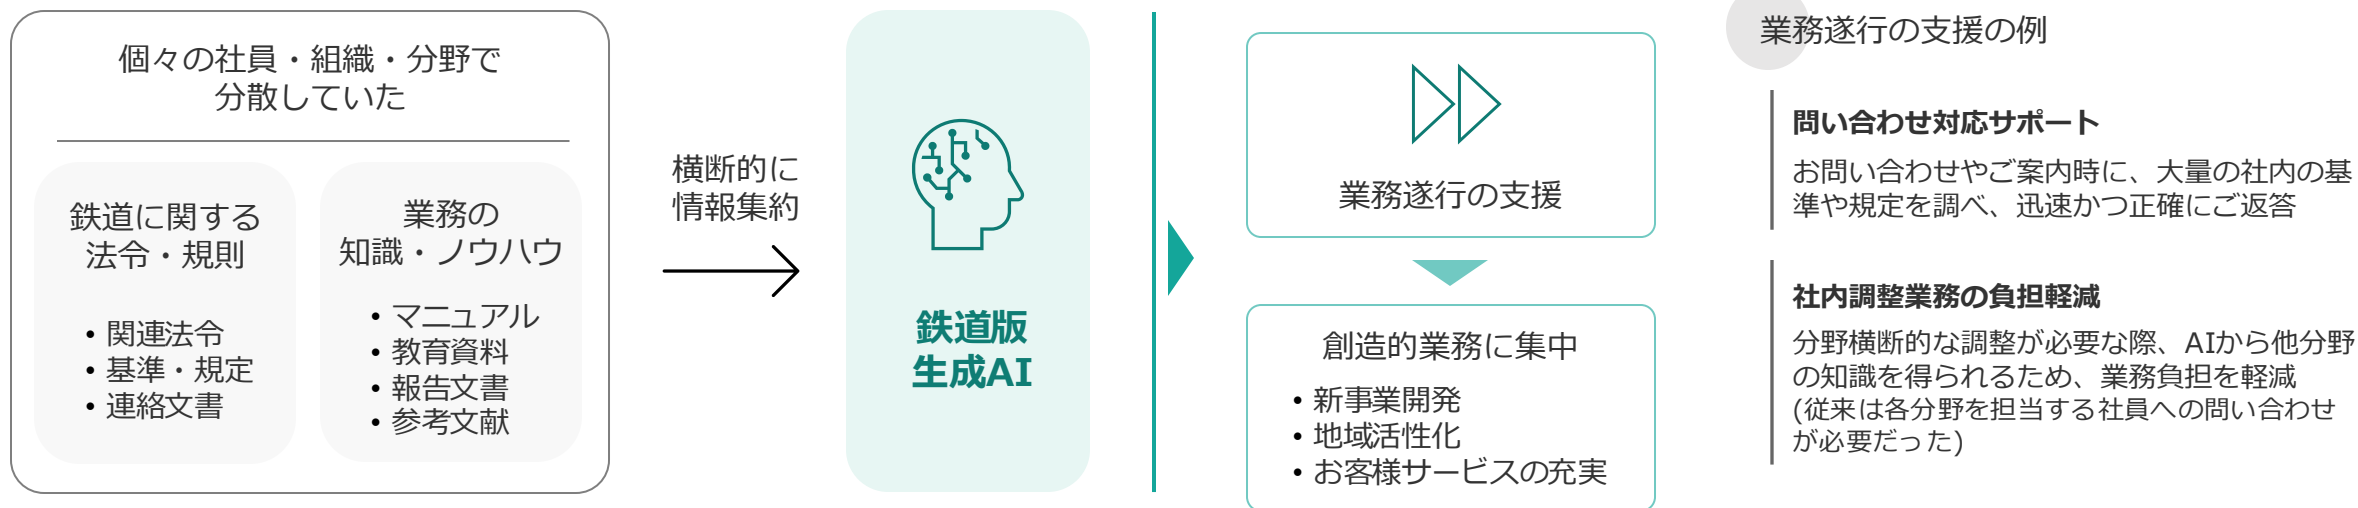 個々の社員・組織・分野で
分散していた
鉄道に関する
法令・規則
• 関連法令
• 基準・規定
• 連絡文書
業務の
知識・ノウハウ
• マニュアル
• 教育資料
• 報告文書
• 参考文献
横断的に
情報集約
鉄道版
生成AI
業務遂行の支援
創造的業務に集中
• 新事業開発
• 地域活性化
• お客様サービスの充実
業務遂行の支援の例
問い合わせ対応サポート
お問い合わせやご案内時に、大量の社内の基
準や規定を調べ、迅速かつ正確にご返答
社内調整業務の負担軽減
分野横断的な調整が必要な際、AIから他分野
の知識を得られるため、業務負担を軽減
(従来は各分野を担当する社員への問い合わせ
が必要だった)